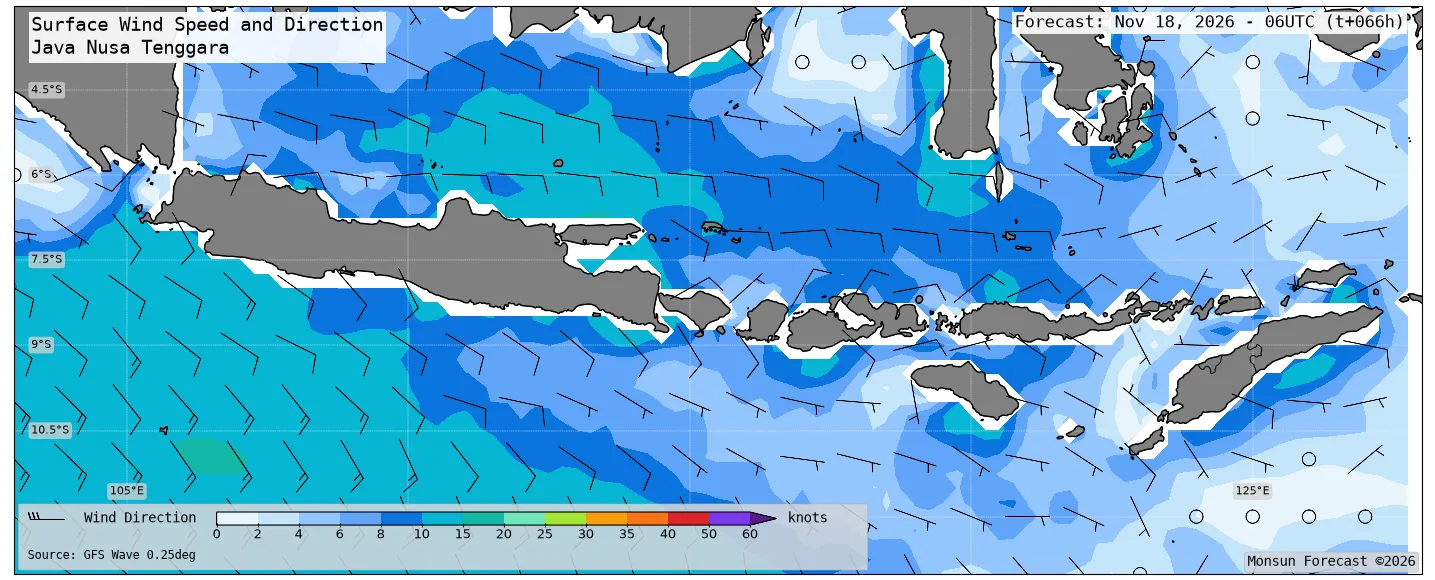 Surface Wind Speed and Direction
Java Nusa Tenggara
Forecast: Nov 18, 2026 - 06UTC (t+066h)
4.5°S
6°S
7.5°S
9°S
10.5°S
105°E
125°E
Wind Direction
knots
0 2 4 6 8 10 15 20 25 30 35 40 50 60
Source: GFS Wave 0.25deg
Monsun Forecast ©2026